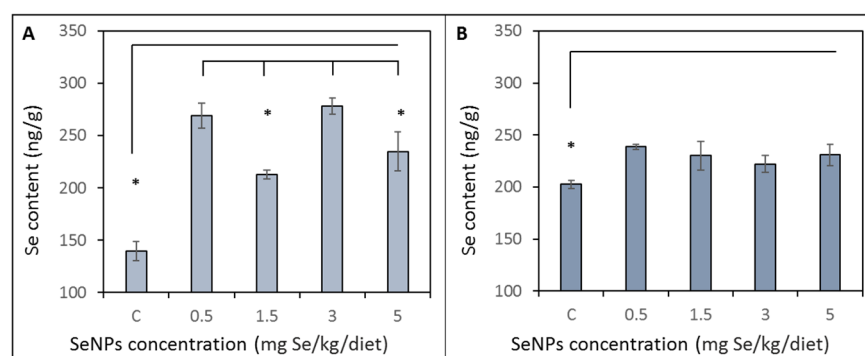 A
350
300
250
200
150
100
Se content (ng/g)
*
*
*
C 0.5 1.5 3 5
SeNPs concentration (mg Se/kg/diet)
B
350
300
250
200
150
100
Se content (ng/g)
*
C 0.5 1.5 3 5
SeNPs concentration (mg Se/kg/diet)